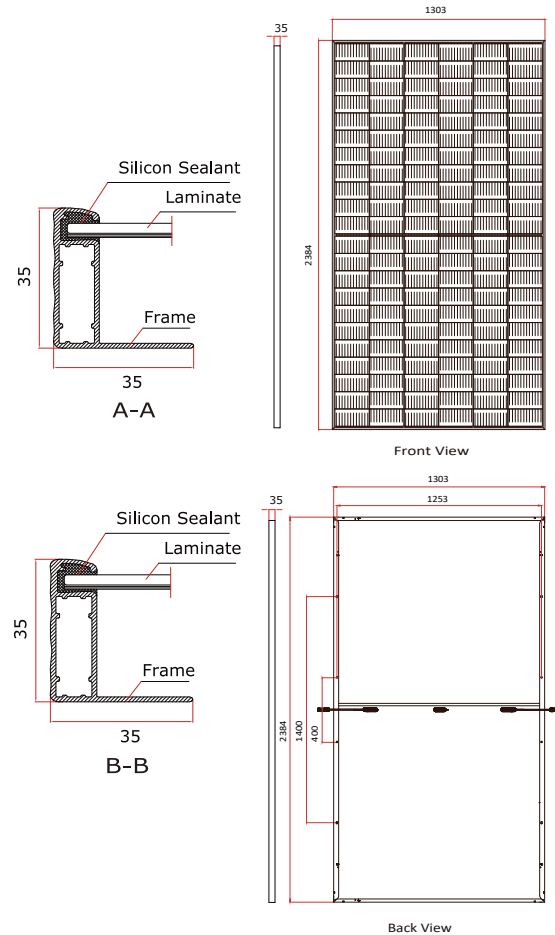 35
1303
Silicon Sealant
Laminate
35
2384
Frame
35
A-A
Front View
1303
1253
35
Silicon Sealant
Laminate
35
Frame
2384
1400
400
35
B-B
Back View